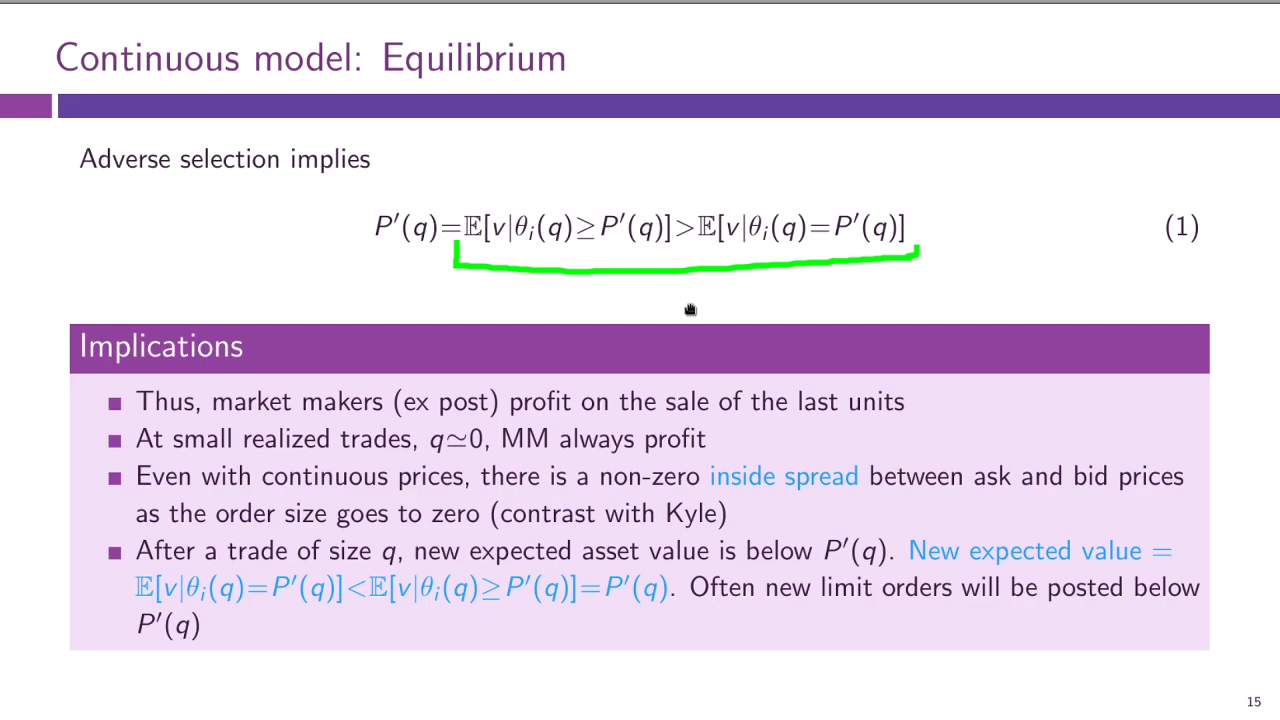 Continuous model: Equilibrium
Adverse selection implies
P′(q)=𝔼[v|θᵢ(q)≥P′(q)]>𝔼[v|θᵢ(q)=P′(q)] (1)
Implications
■ Thus, market makers (ex post) profit on the sale of the last units
■ At small realized trades, q≃0, MM always profit
■ Even with continuous prices, there is a non-zero inside spread between ask and bid prices
as the order size goes to zero (contrast with Kyle)
■ After a trade of size q, new expected asset value is below P′(q). New expected value =
𝔼[v|θᵢ(q)=P′(q)]<𝔼[v|θᵢ(q)≥P′(q)]=P′(q). Often new limit orders will be posted below
P′(q)
15